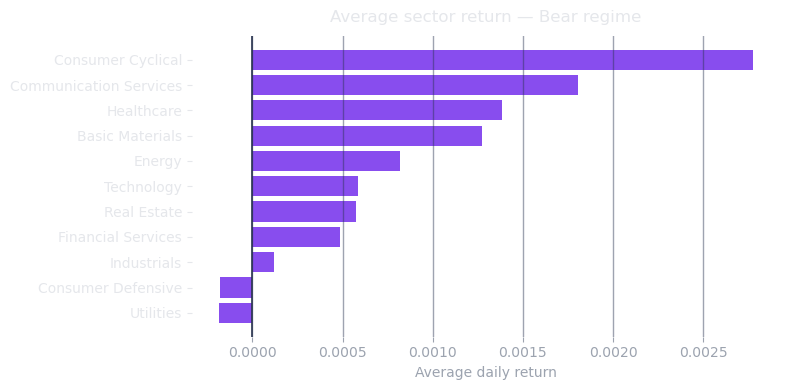 Average sector return — Bear regime
Consumer Cyclical
Communication Services
Healthcare
Basic Materials
Energy
Technology
Real Estate
Financial Services
Industrials
Consumer Defensive
Utilities
0.0000 0.0005 0.0010 0.0015 0.0020 0.0025
Average daily return